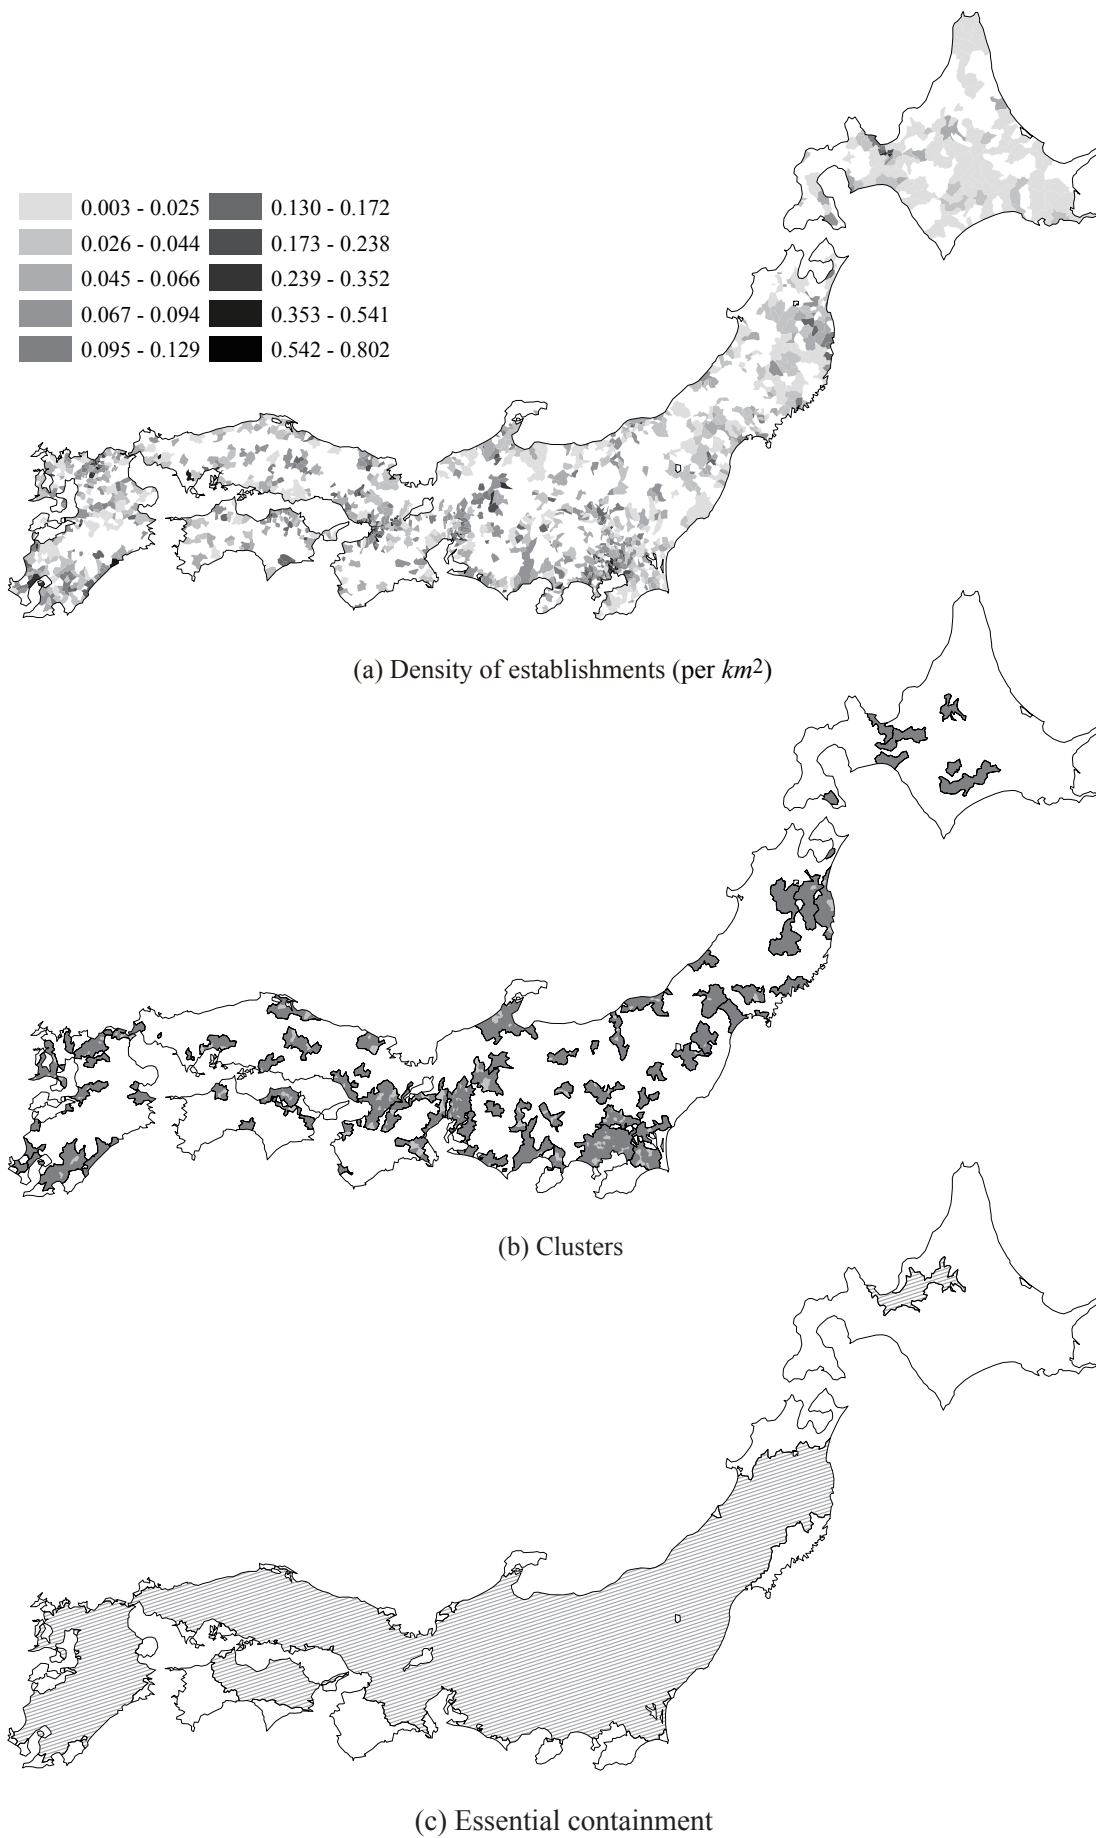 0.003 - 0.025 0.130 - 0.172
0.026 - 0.044 0.173 - 0.238
0.045 - 0.066 0.239 - 0.352
0.067 - 0.094 0.353 - 0.541
0.095 - 0.129 0.542 - 0.802
(a) Density of establishments (per km2)
(b) Clusters
(c) Essential containment